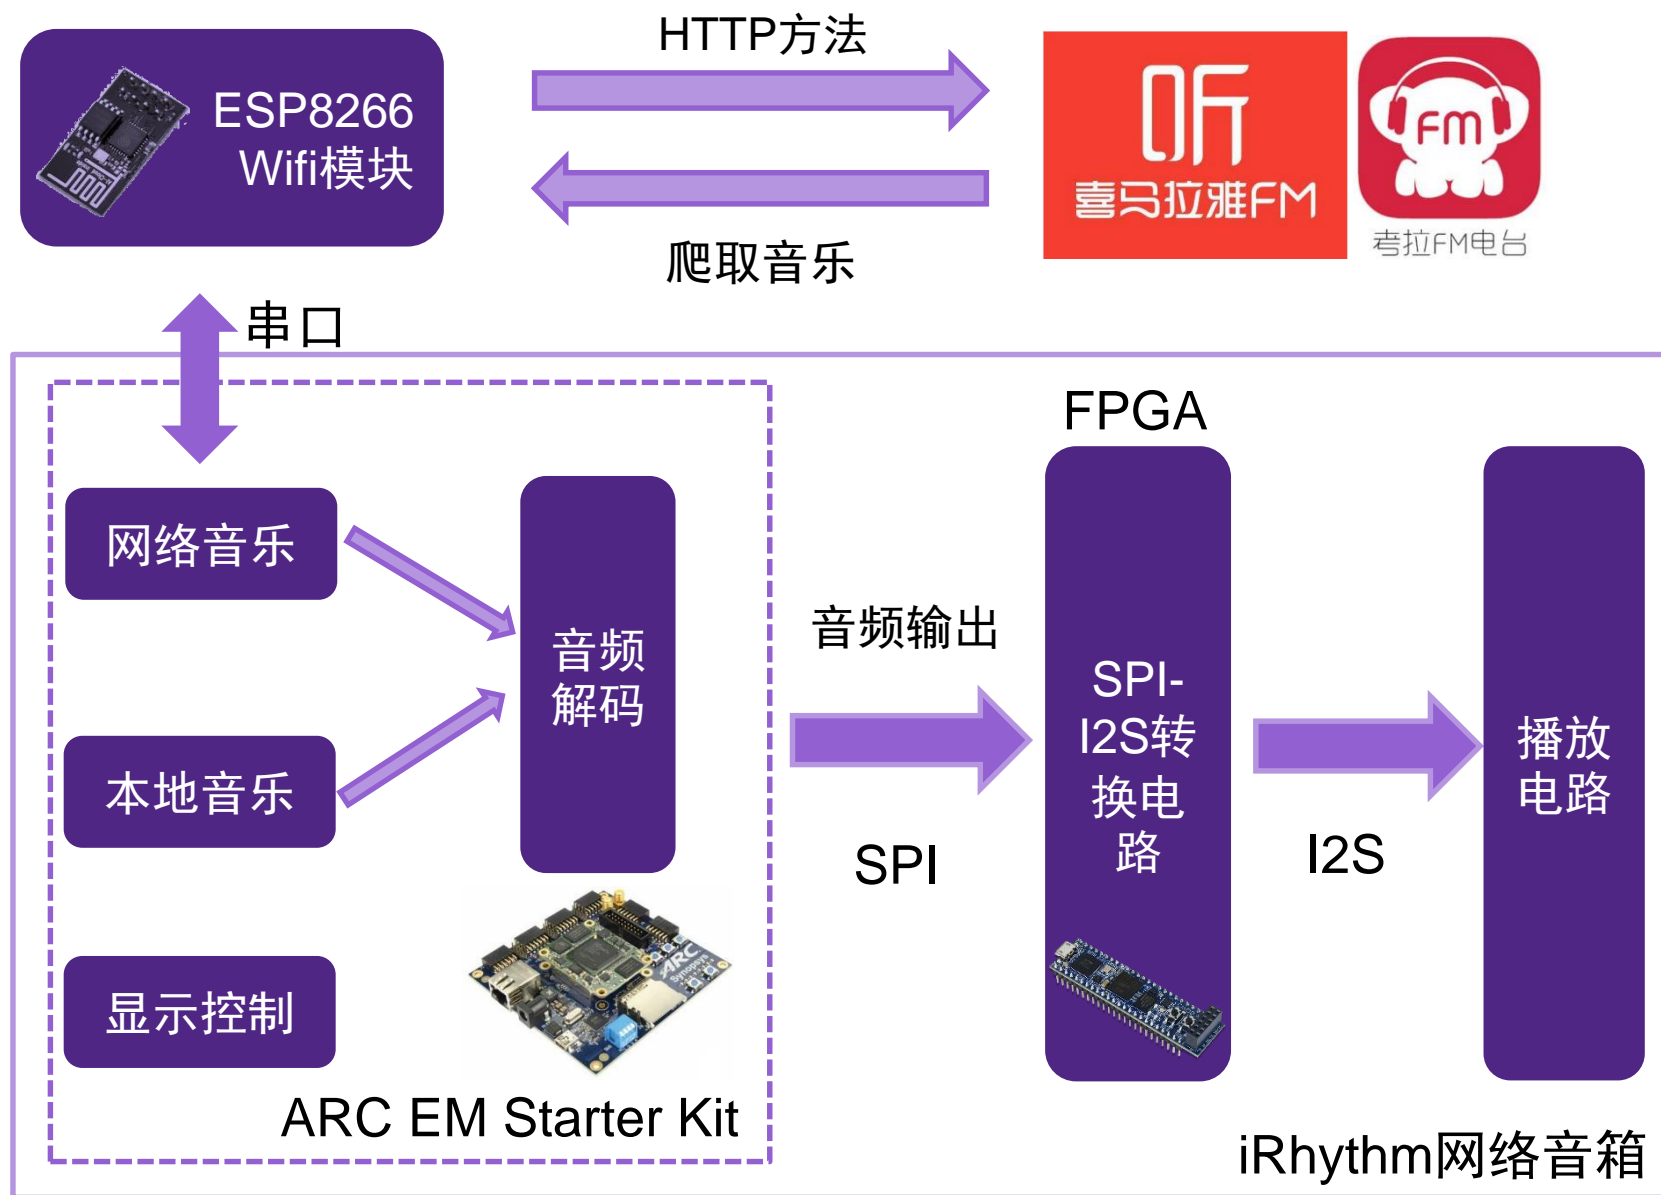 HTTP方法
ESP8266
Wifi模块
听
喜马拉雅FM
FM
考拉FM电台
爬取音乐
串口
FPGA
网络音乐
音频
解码
音频输出
SPI-
I2S转
换电
路
播放
电路
本地音乐
SPI
I2S
ARC
Synopsys
显示控制
ARC EM Starter Kit
iRhythm网络音箱